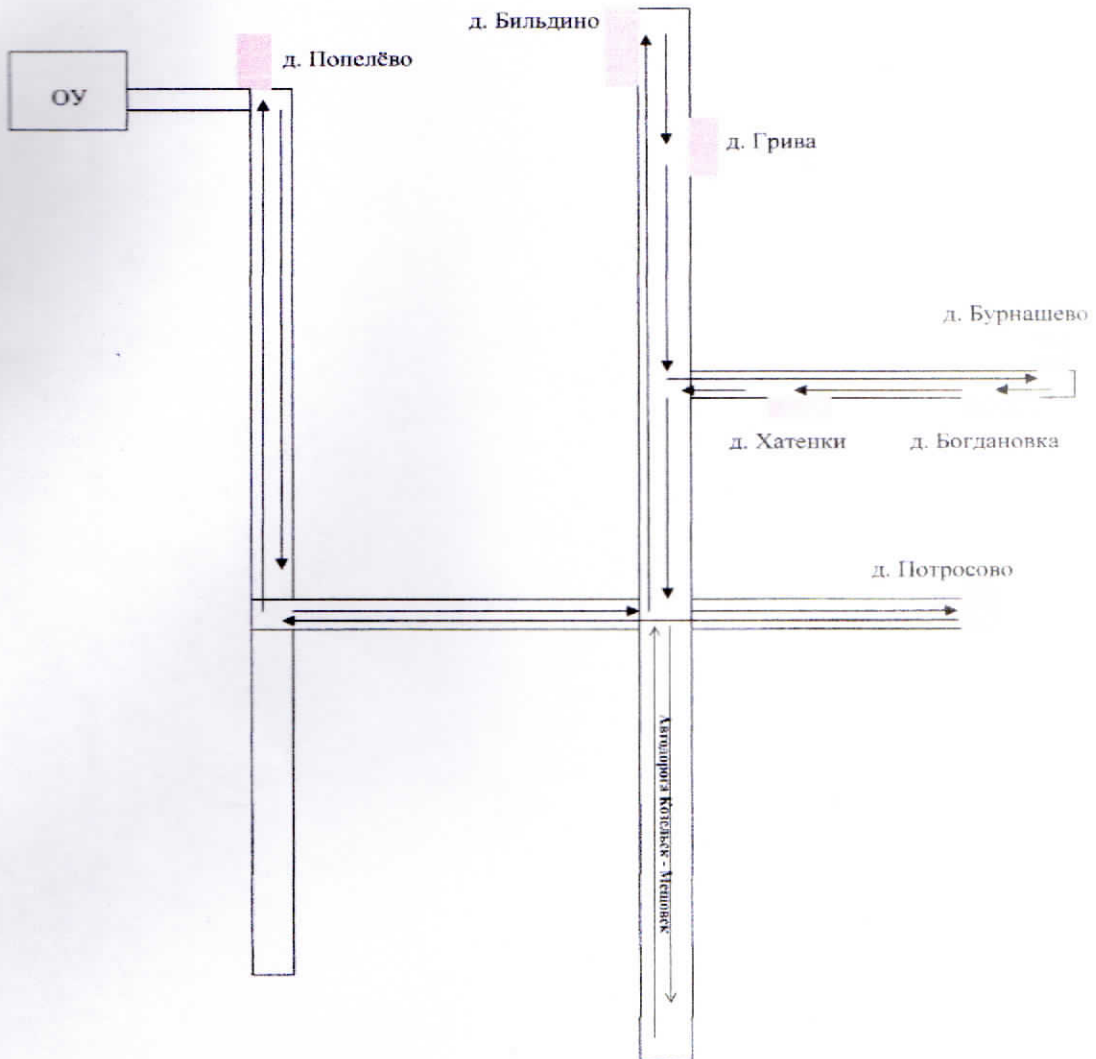 д. Бильдино
д. Попелёво
ОУ
д. Грива
д. Бурнашево
д. Хатенки
д. Богдановка
д. Потросово
Автодорога Козельск - Мещовск